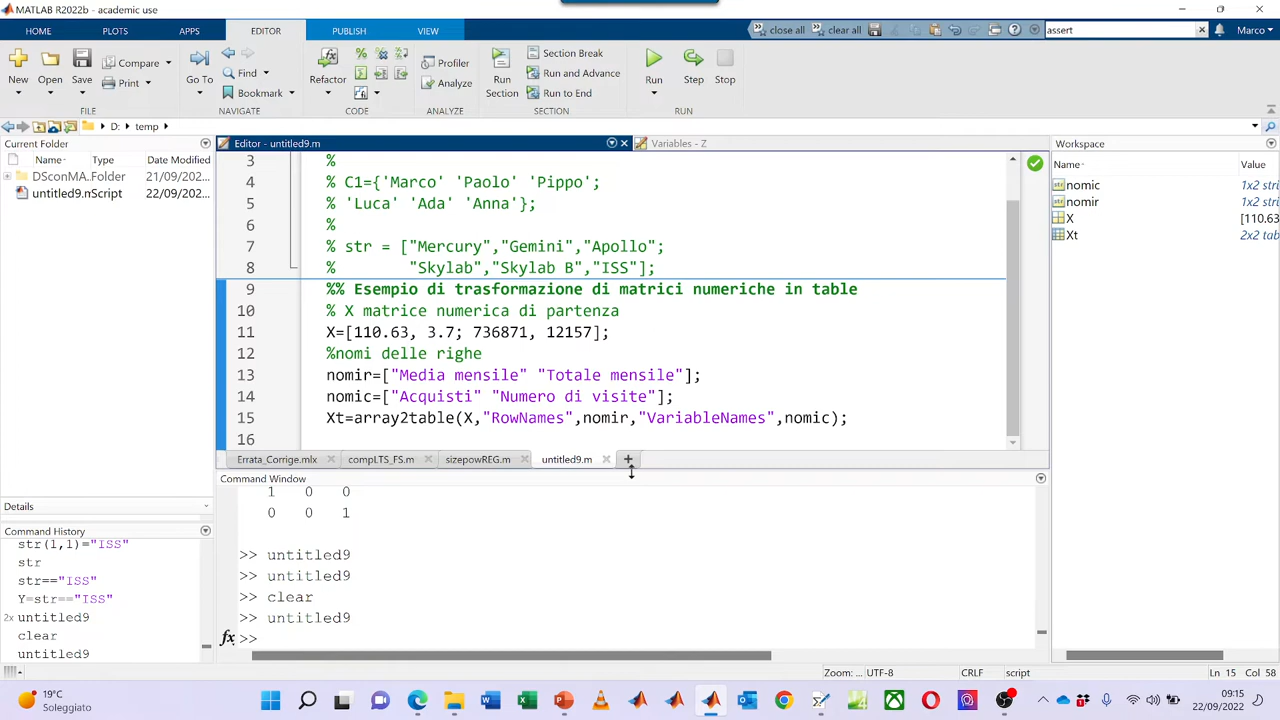 MATLAB R2022b - academic use
HOME PLOTS APPS EDITOR PUBLISH VIEW close all clear all assert Marco
New Open Save Compare Print Go To Find Bookmark Refactor Profiler Analyze Run Section Section Break Run and Advance Run to End Run Step Stop
FILE NAVIGATE CODE ANALYZE SECTION RUN
D: temp
Current Folder
Name Type Date Modified
DSconMA... Folder 21/09/202...
untitled9.m Script 22/09/202...
Details
Command History
str(1,1)="ISS"
str
str=="ISS"
Y=str=="ISS"
2x untitled9
clear
untitled9
Editor - untitled9.m Variables - Z
3 %
4 % C1={'Marco' 'Paolo' 'Pippo';
5 % 'Luca' 'Ada' 'Anna'};
6 %
7 % str = ["Mercury","Gemini","Apollo";
8 % "Skylab","Skylab B","ISS"];
9 %% Esempio di trasformazione di matrici numeriche in table
10 % X matrice numerica di partenza
11 X=[110.63, 3.7; 736871, 12157];
12 %nomi delle righe
13 nomir=["Media mensile" "Totale mensile"];
14 nomic=["Acquisti" "Numero di visite"];
15 Xt=array2table(X,"RowNames",nomir,"VariableNames",nomic);
16
Errata_Corrige.mlx compLTS_FS.m sizepowREG.m untitled9.m +
Command Window
1 0 0
0 0 1
>> untitled9
>> untitled9
>> clear
>> untitled9
fx >>
Workspace
Name Value
nomic 1x2 stri
nomir 1x2 stri
X [110.63
Xt 2x2 tab
Zoom: ... UTF-8 CRLF script Ln 15 Col 58
19°C
Soleggiato
09:15
22/09/2022